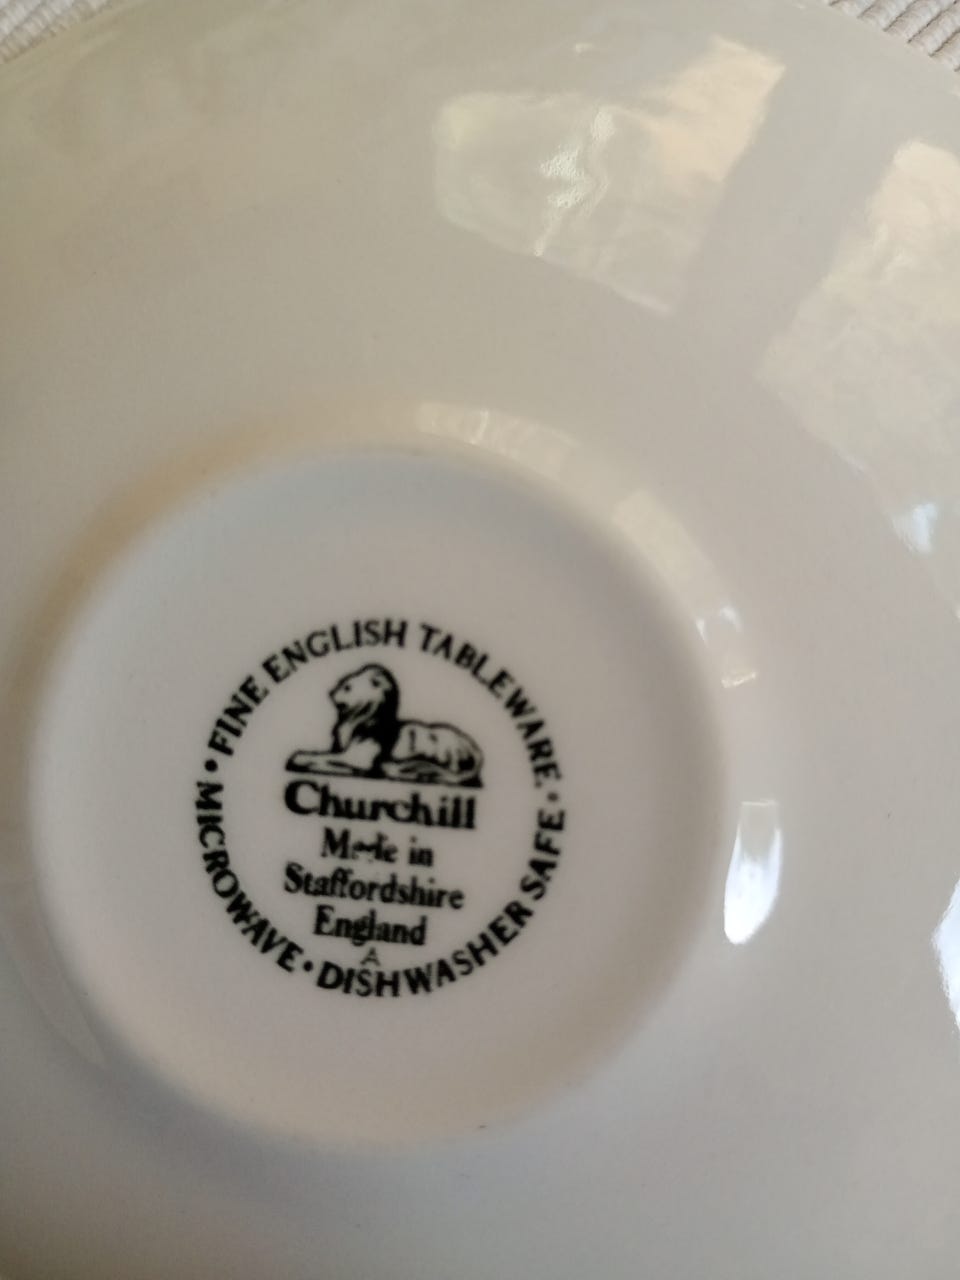 • FINE ENGLISH TABLEWARE •
Churchill
Made in
Staffordshire
England
A
MICROWAVE • DISHWASHER SAFE